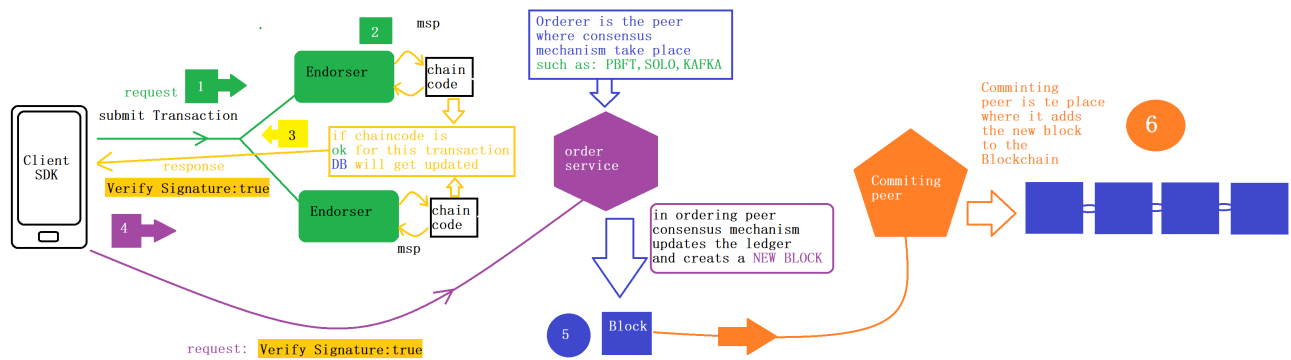 Client
SDK
request
1
submit Transaction
2
msp
Endorser
chain
code
3
if chaincode is
ok for this transaction
DB will get updated
response
Verify Signature:true
Endorser
chain
code
msp
4
request: Verify Signature:true
Orderer is the peer
where consensus
mechanism take place
such as: PBFT,SOLO,KAFKA
order
service
in ordering peer
consensus mechanism
updates the ledger
and creats a NEW BLOCK
5
Block
Commiting
peer
Comminting
peer is te place
where it adds
the new block
to the
Blockchain
6